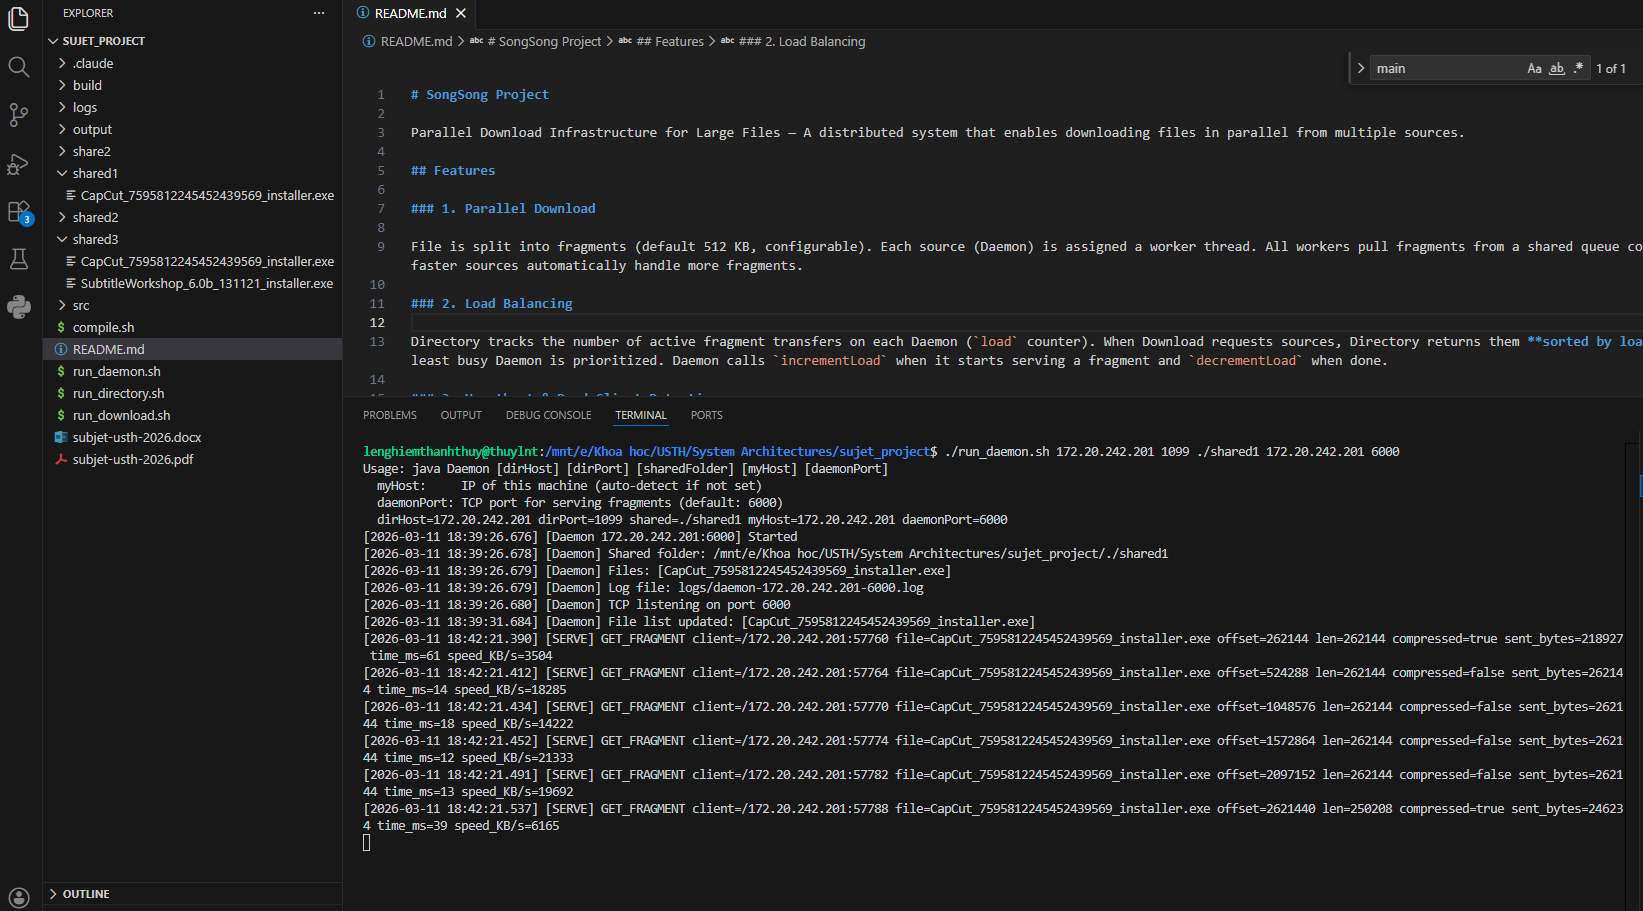 EXPLORER
SUJET_PROJECT
.claude
build
logs
output
share2
shared1
CapCut_7595812245452439569_installer.exe
shared2
shared3
CapCut_7595812245452439569_installer.exe
SubtitleWorkshop_6.0b_131121_installer.exe
src
$ compile.sh
README.md
$ run_daemon.sh
$ run_directory.sh
$ run_download.sh
subjet-usth-2026.docx
subjet-usth-2026.pdf
OUTLINE
3
README.md
README.md > abc # SongSong Project > abc ## Features > abc ### 2. Load Balancing
main Aa ab .* 1 of 1
1 # SongSong Project
2
3 Parallel Download Infrastructure for Large Files — A distributed system that enables downloading files in parallel from multiple sources.
4
5 ## Features
6
7 ### 1. Parallel Download
8
9 File is split into fragments (default 512 KB, configurable). Each source (Daemon) is assigned a worker thread. All workers pull fragments from a shared queue co
faster sources automatically handle more fragments.
10
11 ### 2. Load Balancing
12
13 Directory tracks the number of active fragment transfers on each Daemon (`load` counter). When Download requests sources, Directory returns them **sorted by loa
least busy Daemon is prioritized. Daemon calls `incrementLoad` when it starts serving a fragment and `decrementLoad` when done.
14
PROBLEMS OUTPUT DEBUG CONSOLE TERMINAL PORTS
lenghiemthanhthuy@thuylnt:/mnt/e/Khoa hoc/USTH/System Architectures/sujet_project$ ./run_daemon.sh 172.20.242.201 1099 ./shared1 172.20.242.201 6000
Usage: java Daemon [dirHost] [dirPort] [sharedFolder] [myHost] [daemonPort]
myHost: IP of this machine (auto-detect if not set)
daemonPort: TCP port for serving fragments (default: 6000)
dirHost=172.20.242.201 dirPort=1099 shared=./shared1 myHost=172.20.242.201 daemonPort=6000
[2026-03-11 18:39:26.676] [Daemon 172.20.242.201:6000] Started
[2026-03-11 18:39:26.678] [Daemon] Shared folder: /mnt/e/Khoa hoc/USTH/System Architectures/sujet_project/./shared1
[2026-03-11 18:39:26.679] [Daemon] Files: [CapCut_7595812245452439569_installer.exe]
[2026-03-11 18:39:26.679] [Daemon] Log file: logs/daemon-172.20.242.201-6000.log
[2026-03-11 18:39:26.680] [Daemon] TCP listening on port 6000
[2026-03-11 18:39:31.684] [Daemon] File list updated: [CapCut_7595812245452439569_installer.exe]
[2026-03-11 18:42:21.390] [SERVE] GET_FRAGMENT client=/172.20.242.201:57760 file=CapCut_7595812245452439569_installer.exe offset=262144 len=262144 compressed=true sent_bytes=218927
time_ms=61 speed_KB/s=3504
[2026-03-11 18:42:21.412] [SERVE] GET_FRAGMENT client=/172.20.242.201:57764 file=CapCut_7595812245452439569_installer.exe offset=524288 len=262144 compressed=false sent_bytes=26214
4 time_ms=14 speed_KB/s=18285
[2026-03-11 18:42:21.434] [SERVE] GET_FRAGMENT client=/172.20.242.201:57770 file=CapCut_7595812245452439569_installer.exe offset=1048576 len=262144 compressed=false sent_bytes=2621
44 time_ms=18 speed_KB/s=14222
[2026-03-11 18:42:21.452] [SERVE] GET_FRAGMENT client=/172.20.242.201:57774 file=CapCut_7595812245452439569_installer.exe offset=1572864 len=262144 compressed=false sent_bytes=2621
44 time_ms=12 speed_KB/s=21333
[2026-03-11 18:42:21.491] [SERVE] GET_FRAGMENT client=/172.20.242.201:57782 file=CapCut_7595812245452439569_installer.exe offset=2097152 len=262144 compressed=false sent_bytes=2621
44 time_ms=13 speed_KB/s=19692
[2026-03-11 18:42:21.537] [SERVE] GET_FRAGMENT client=/172.20.242.201:57788 file=CapCut_7595812245452439569_installer.exe offset=2621440 len=250208 compressed=true sent_bytes=24623
4 time_ms=39 speed_KB/s=6165